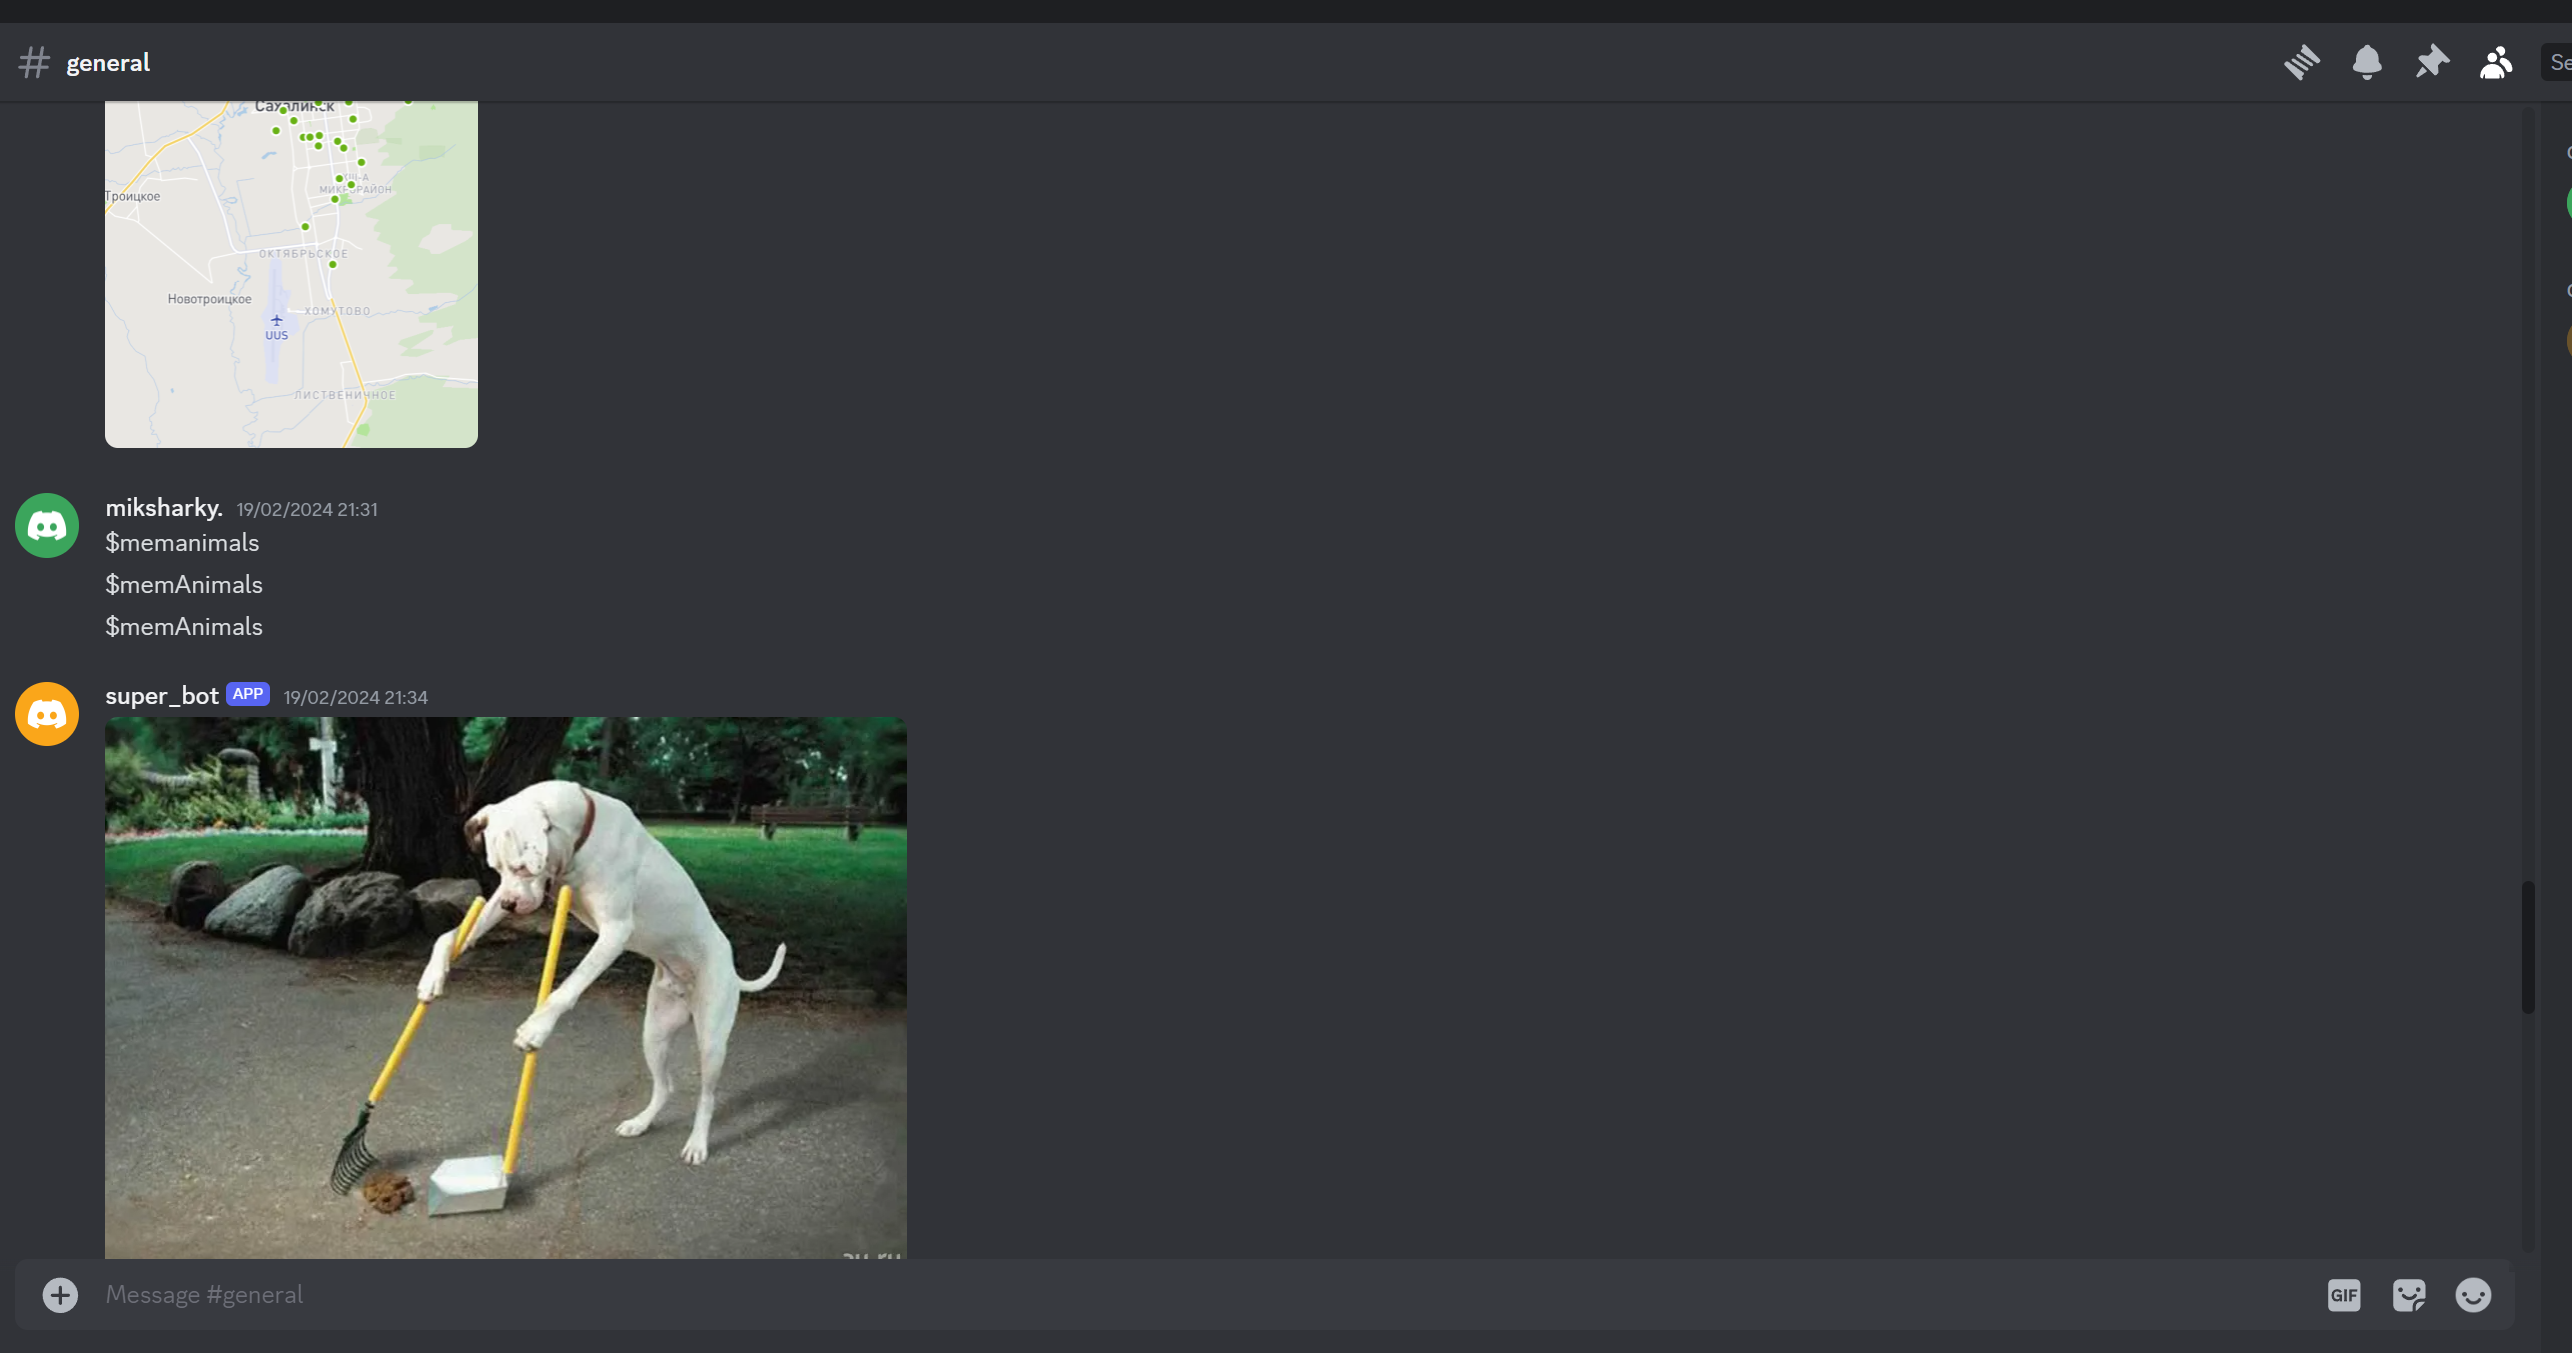 general
Se
Сахалинск
МИКРОРАЙОН
Троицкое
ОКТЯБРЬСКОЕ
Новотроицкое
ХОМУТОВО
UUS
ЛИСТВЕНИЧНОЕ
miksharky. 19/02/2024 21:31
$memanimals
$memAnimals
$memAnimals
super_bot APP 19/02/2024 21:34
Message #general
GIF